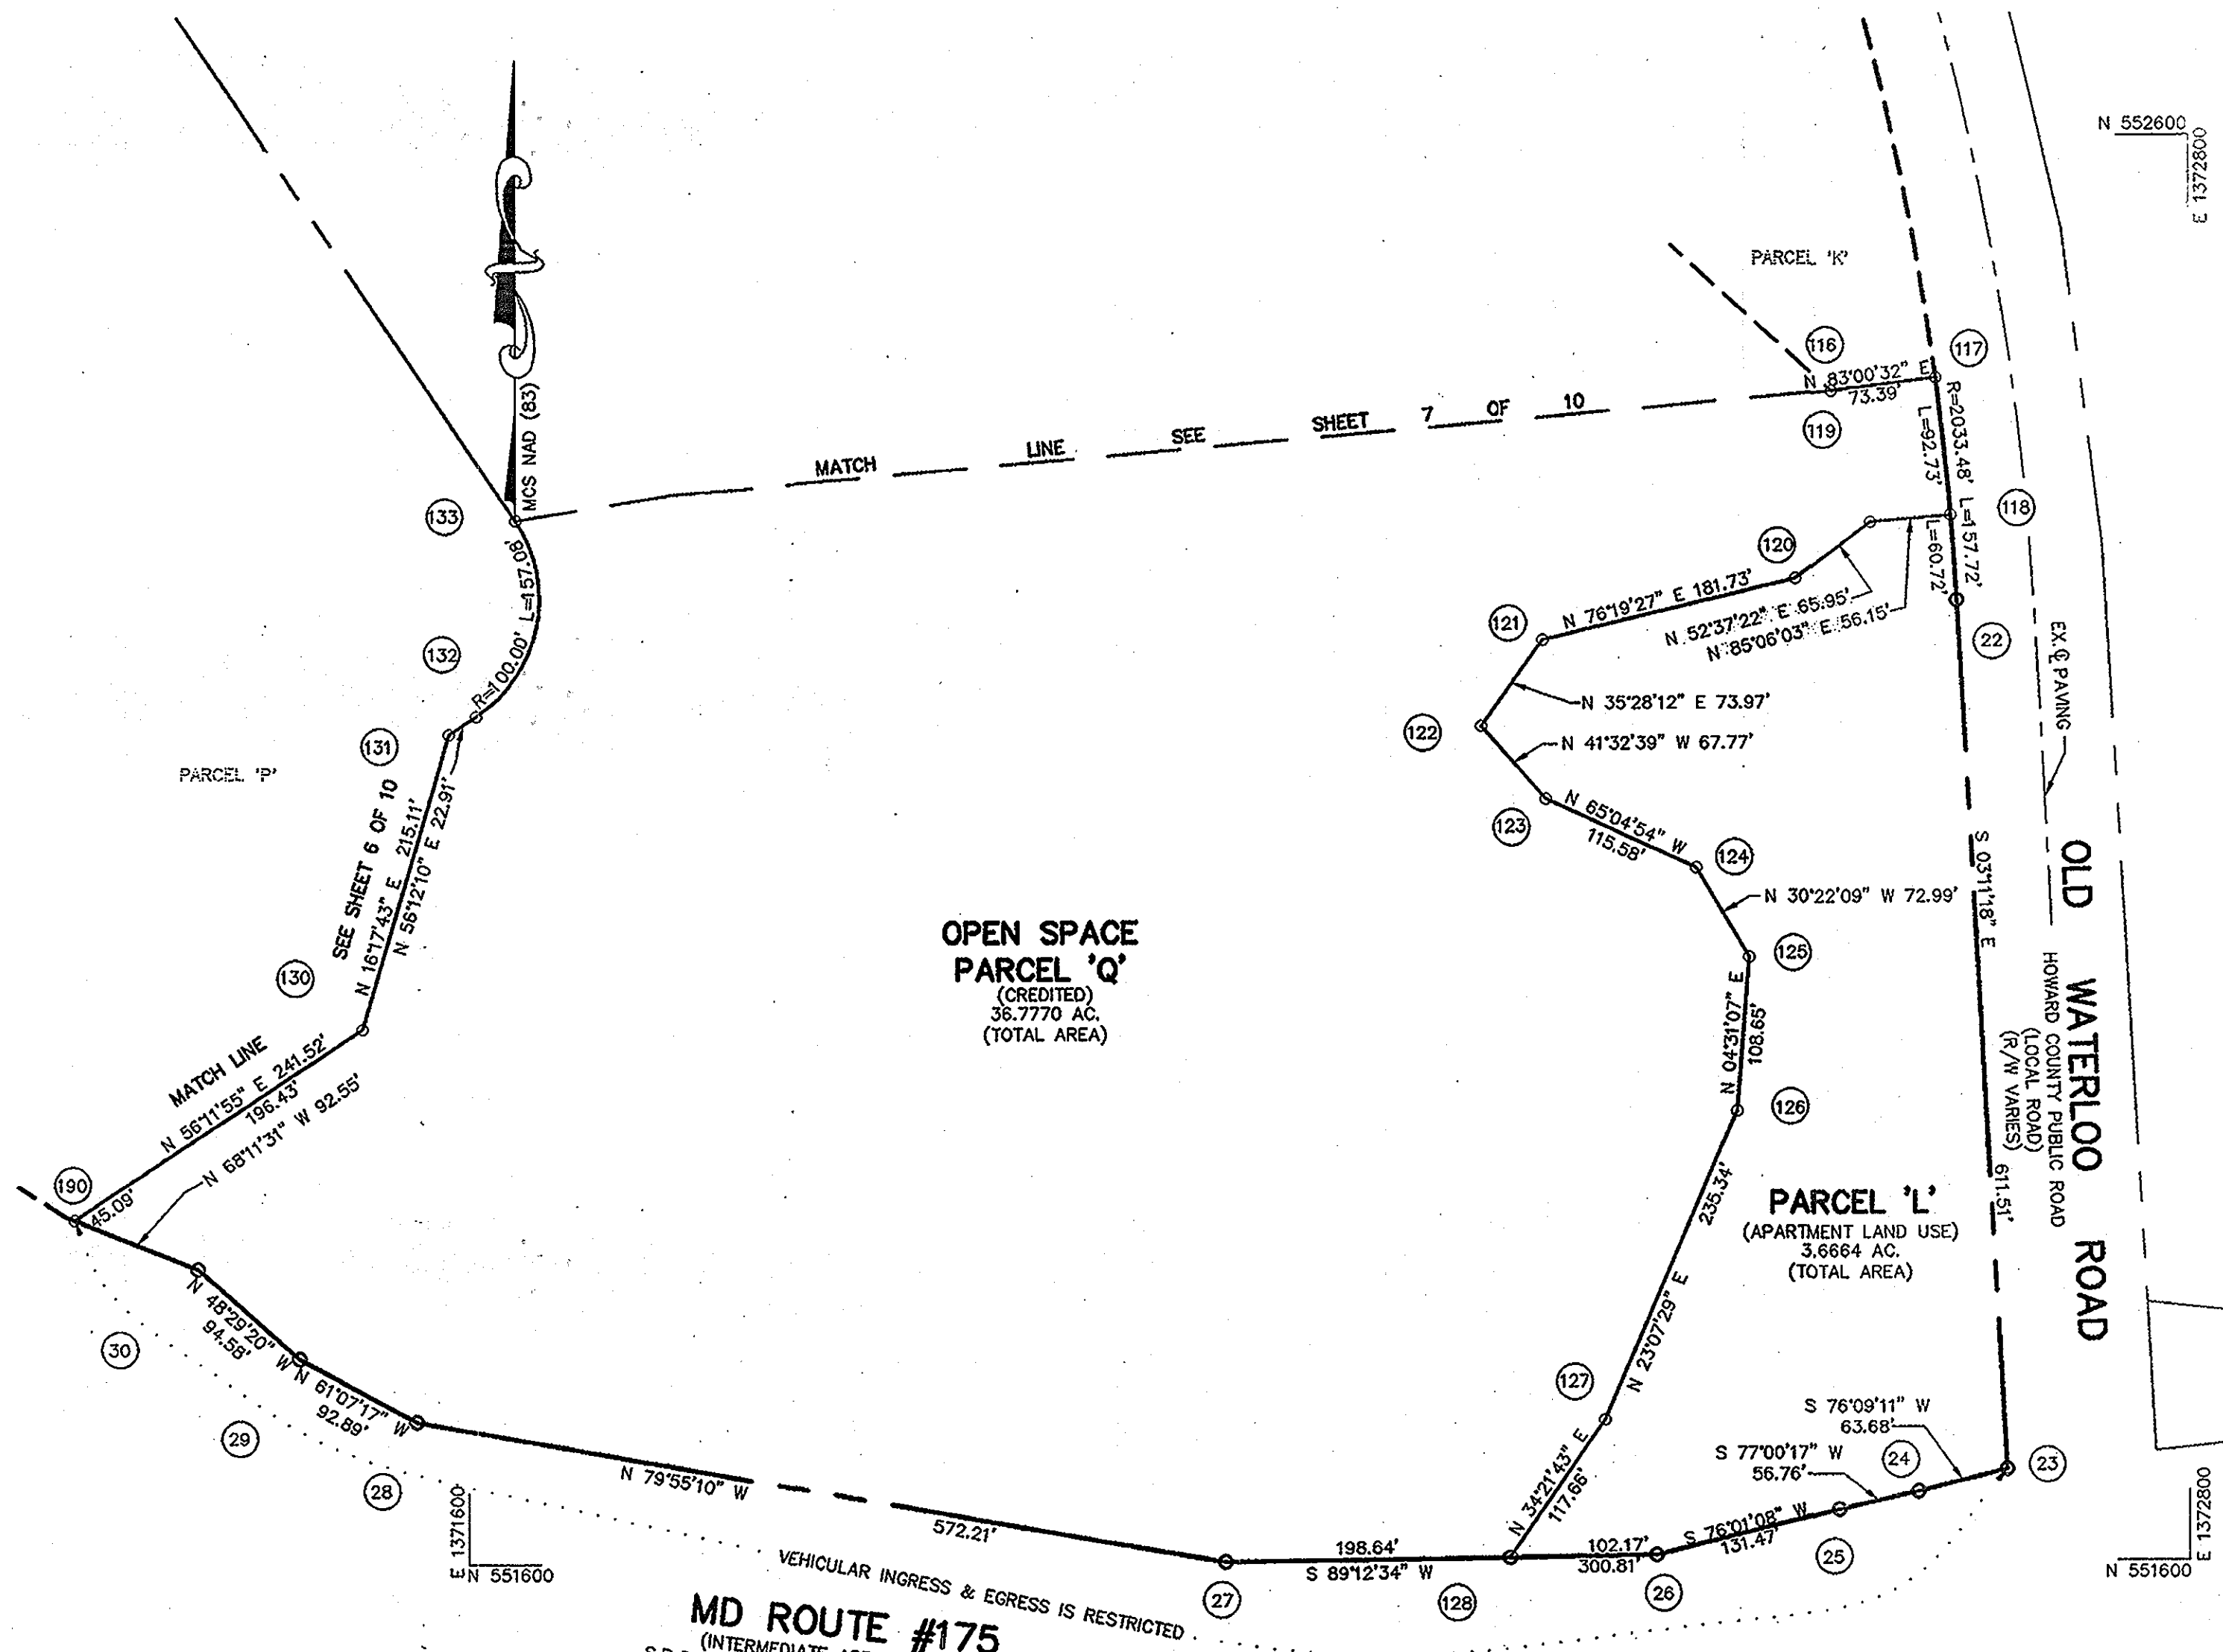 N 552600
E 1372800
PARCEL 'K'
116
117
N 83°00'32" E
73.39'
119
R=2033.48'
L=92.73'
L=157.72'
L=60.72'
118
22
MATCH LINE SEE SHEET 7 OF 10
MCS NAD (83)
133
R=100.00' L=157.08'
132
131
120
N 76°19'27" E 181.73'
N 52°37'22" E 65.95'
N 85°06'03" E 56.15'
121
N 35°28'12" E 73.97'
122
N 41°32'39" W 67.77'
123
N 65°04'54" W
115.58'
124
N 30°22'09" W 72.99'
125
N 04°31'07" E
108.65'
126
EX. ℄ PAVING
S 03°11'18" E
611.51'
OLD WATERLOO ROAD
HOWARD COUNTY PUBLIC ROAD
(LOCAL ROAD)
(R/W VARIES)
PARCEL 'P'
SEE SHEET 6 OF 10
N 16°17'43" E 215.11'
N 56°12'10" E 22.91'
130
MATCH LINE
N 56°11'55" E 241.52'
196.43'
N 68°11'31" W 92.55'
190
45.09'
OPEN SPACE
PARCEL 'Q'
(CREDITED)
36.7770 AC.
(TOTAL AREA)
PARCEL 'L'
(APARTMENT LAND USE)
3.6664 AC.
(TOTAL AREA)
235.34'
N 23°07'29" E
127
N 34°21'43" E
117.66'
30
N 48°29'20" W
94.58'
29
N 61°07'17" W
92.89'
28
N 79°55'10" W
572.21'
S 76°09'11" W
63.68'
S 77°00'17" W
56.76'
24
23
S 76°01'08" W
131.47'
25
102.17'
300.81'
26
198.64'
S 89°12'34" W
27
128
E 1371600
N 551600
E 1372800
N 551600
VEHICULAR INGRESS & EGRESS IS RESTRICTED
MD ROUTE #175
(INTERMEDIATE